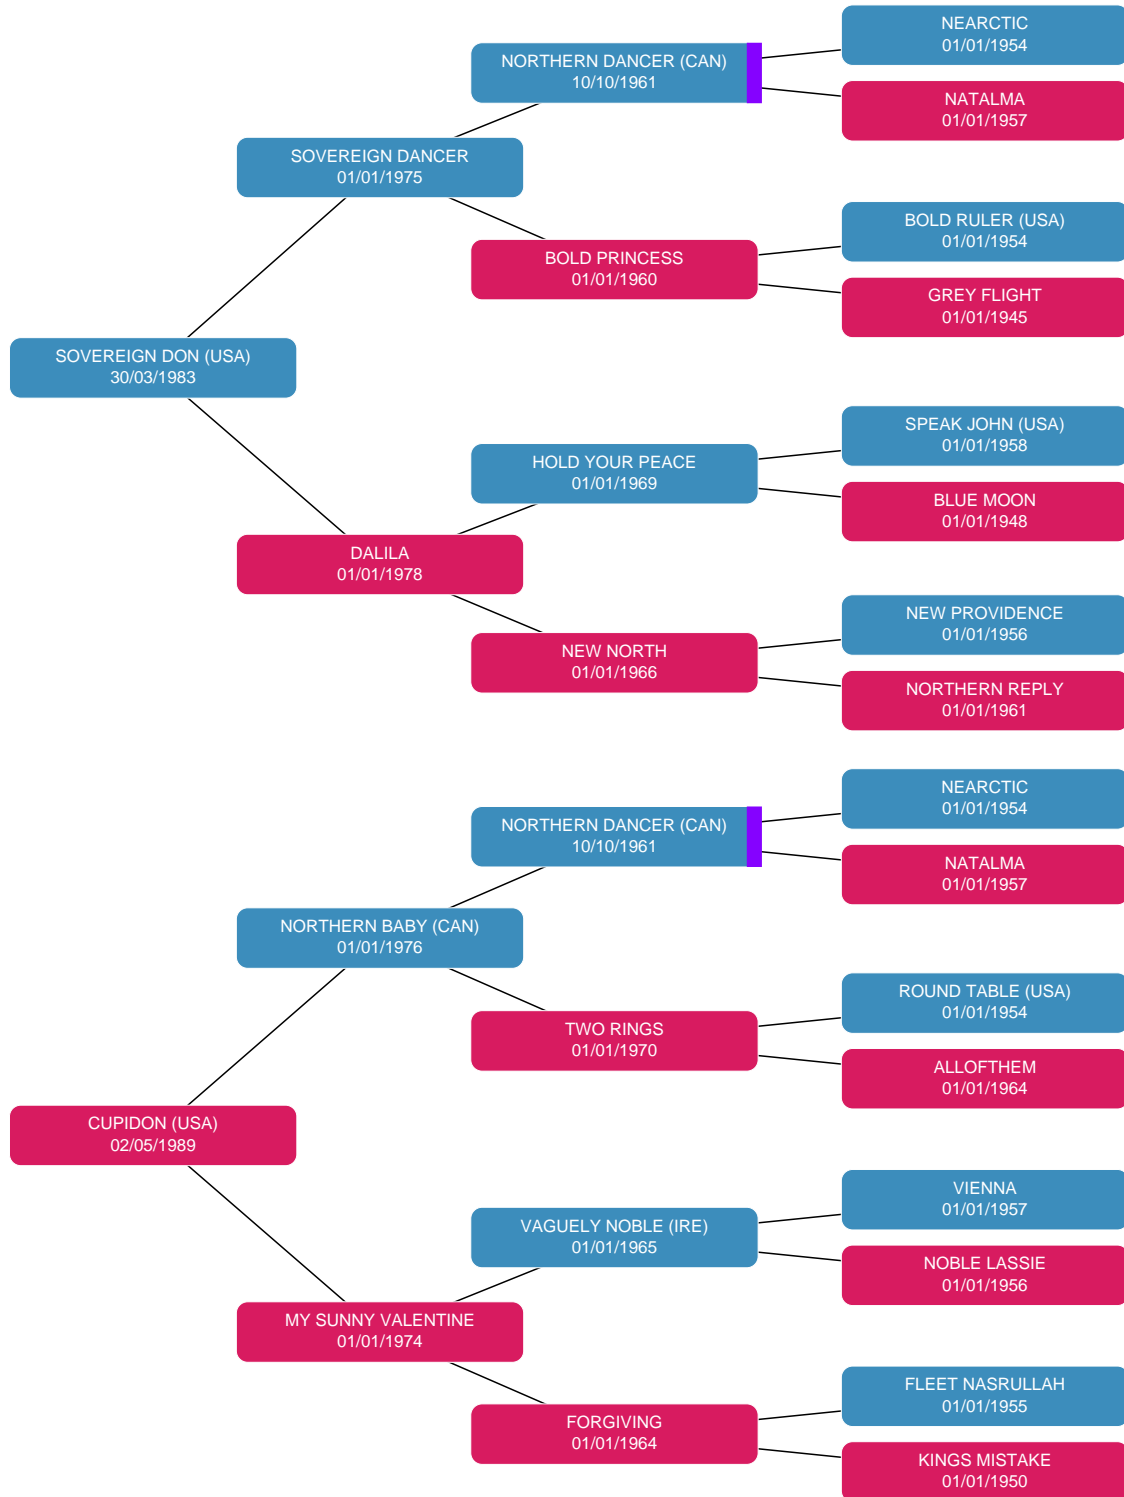 NEARCTIC
01/01/1954
NORTHERN DANCER (CAN)
10/10/1961
NATALMA
01/01/1957
SOVEREIGN DANCER
01/01/1975
BOLD RULER (USA)
01/01/1954
BOLD PRINCESS
01/01/1960
GREY FLIGHT
01/01/1945
SOVEREIGN DON (USA)
30/03/1983
SPEAK JOHN (USA)
01/01/1958
HOLD YOUR PEACE
01/01/1969
BLUE MOON
01/01/1948
DALILA
01/01/1978
NEW PROVIDENCE
01/01/1956
NEW NORTH
01/01/1966
NORTHERN REPLY
01/01/1961
NEARCTIC
01/01/1954
NORTHERN DANCER (CAN)
10/10/1961
NATALMA
01/01/1957
NORTHERN BABY (CAN)
01/01/1976
ROUND TABLE (USA)
01/01/1954
TWO RINGS
01/01/1970
ALLOFTHEM
01/01/1964
CUPIDON (USA)
02/05/1989
VIENNA
01/01/1957
VAGUELY NOBLE (IRE)
01/01/1965
NOBLE LASSIE
01/01/1956
MY SUNNY VALENTINE
01/01/1974
FLEET NASRULLAH
01/01/1955
FORGIVING
01/01/1964
KINGS MISTAKE
01/01/1950